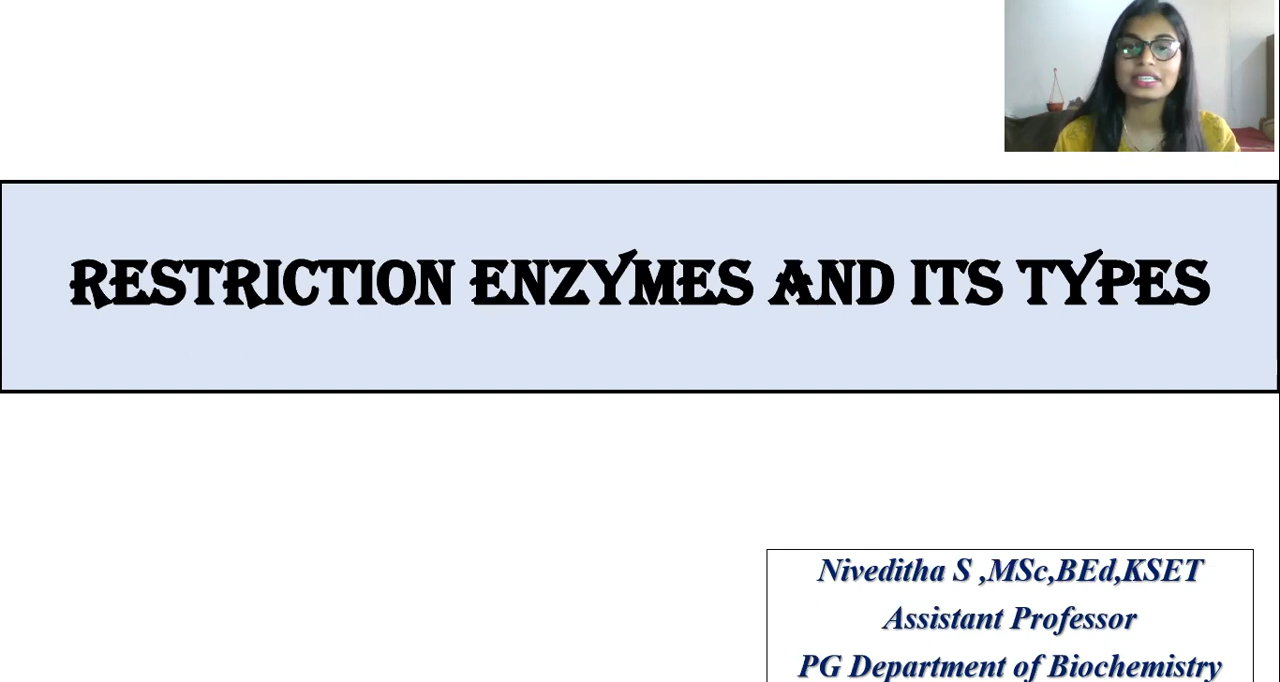 RESTRICTION ENZYMES AND ITS TYPES
Niveditha S ,MSc,BEd,KSET
Assistant Professor
PG Department of Biochemistry